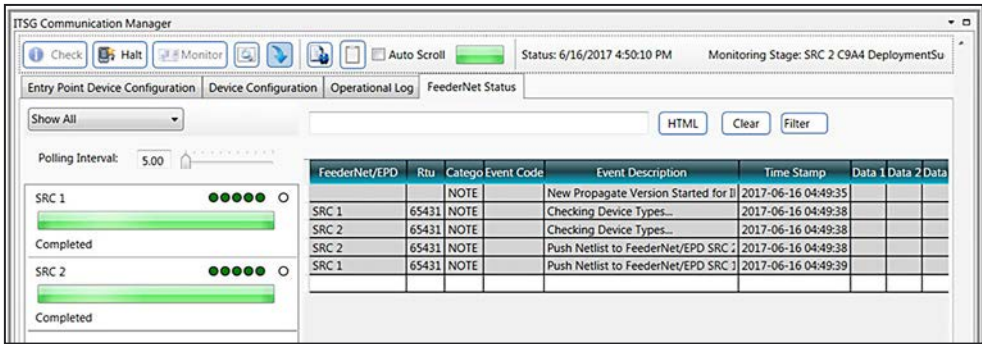 ITSG Communication Manager
Check Halt Monitor Auto Scroll Status: 6/16/2017 4:50:10 PM Monitoring Stage: SRC 2 C9A4 DeploymentSu
Entry Point Device Configuration Device Configuration Operational Log FeederNet Status
Show All HTML Clear Filter
Polling Interval: 5.00
FeederNet/EPD Rtu Catego Event Code Event Description Time Stamp Data 1 Data 2 Data
NOTE New Propagate Version Started for 2017-06-16 04:49:35
SRC 1 65431 NOTE Checking Device Types... 2017-06-16 04:49:38
SRC 2 65431 NOTE Checking Device Types... 2017-06-16 04:49:38
SRC 2 65431 NOTE Push Netlist to FeederNet/EPD SRC 2017-06-16 04:49:38
SRC 1 65431 NOTE Push Netlist to FeederNet/EPD SRC 2017-06-16 04:49:39
SRC 1
Completed
SRC 2
Completed